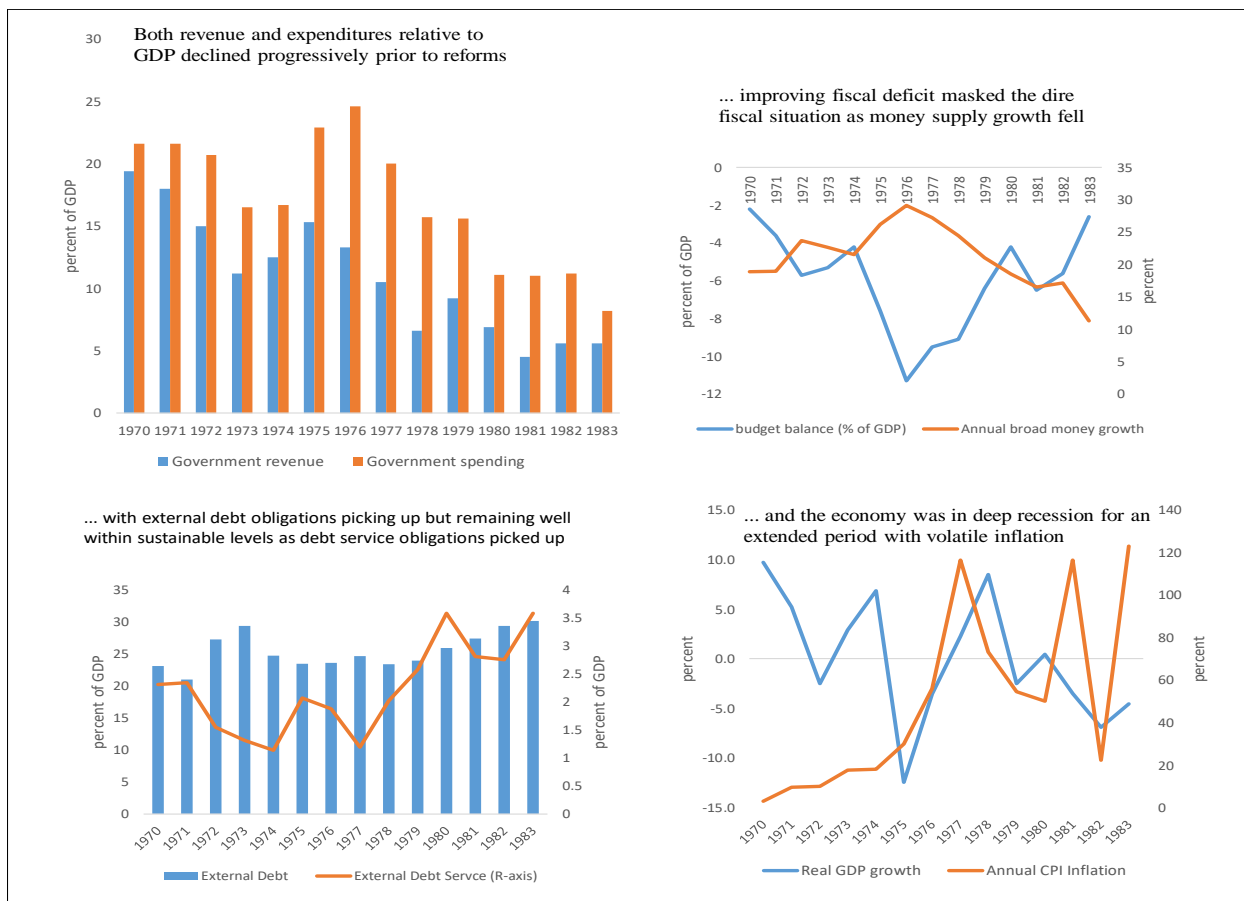 Both revenue and expenditures relative to
GDP declined progressively prior to reforms
30
25
20
15
10
5
0
percent of GDP
1970 1971 1972 1973 1974 1975 1976 1977 1978 1979 1980 1981 1982 1983
Government revenue Government spending
... improving fiscal deficit masked the dire
fiscal situation as money supply growth fell
0
-2
-4
-6
-8
-10
-12
percent of GDP
1970 1971 1972 1973 1974 1975 1976 1977 1978 1979 1980 1981 1982 1983
35
30
25
20
15
10
5
0
percent
budget balance (% of GDP) Annual broad money growth
... with external debt obligations picking up but remaining well
within sustainable levels as debt service obligations picked up
35
30
25
20
15
10
5
0
percent of GDP
4
3.5
3
2.5
2
1.5
1
0.5
0
percent of GDP
1970 1971 1972 1973 1974 1975 1976 1977 1978 1979 1980 1981 1982 1983
External Debt External Debt Servce (R-axis)
... and the economy was in deep recession for an
extended period with volatile inflation
15.0
10.0
5.0
0.0
-5.0
-10.0
-15.0
percent
140
120
100
80
60
40
20
0
percent
1970 1971 1972 1973 1974 1975 1976 1977 1978 1979 1980 1981 1982 1983
Real GDP growth Annual CPI Inflation